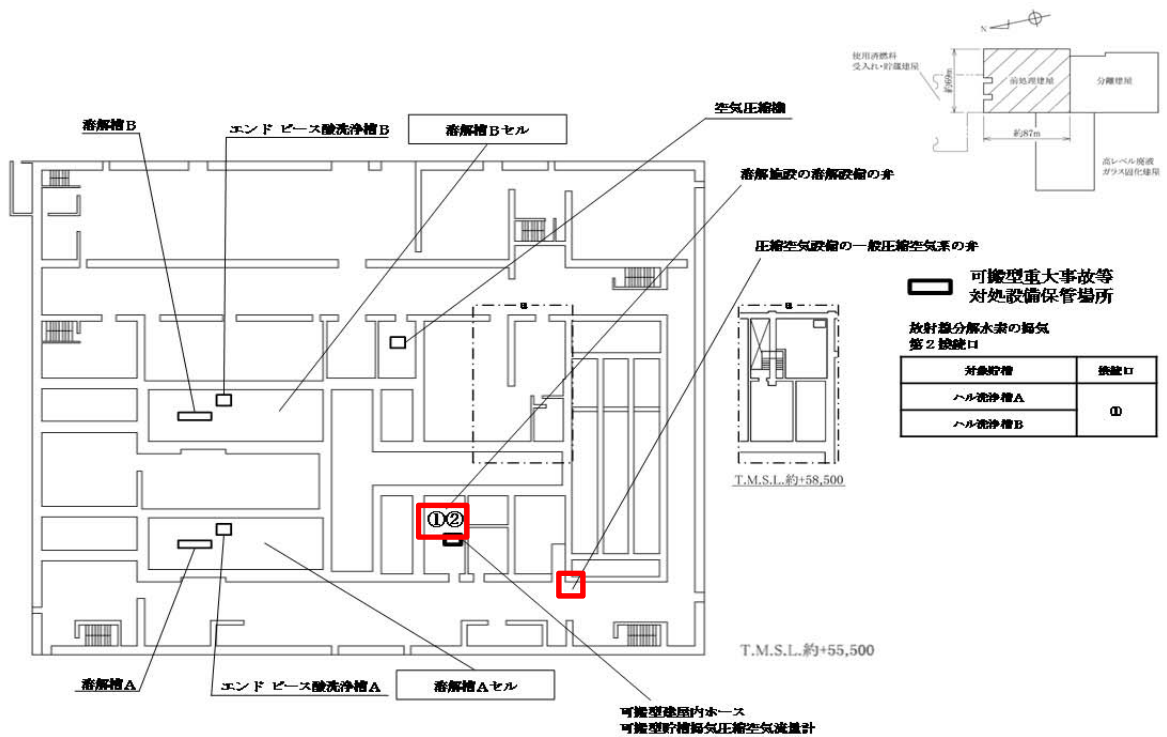 N
使用済燃料
受入れ・貯蔵建屋
約69m
前処理建屋
分離建屋
約87m
高レベル廃液
ガラス固化建屋
溶解槽B
エンド ピース酸洗浄槽B
溶解槽Bセル
空気圧縮機
溶解施設の溶解設備の弁
圧縮空気設備の一般圧縮空気系の弁
可搬型重大事故等
対処設備保管場所
放射線分解水素の掃気
第2接続口
対象貯槽
接続口
ハル洗浄槽A
①
ハル洗浄槽B
a
a
T.M.S.L.約+58,500
①②
T.M.S.L.約+55,500
溶解槽A
エンド ピース酸洗浄槽A
溶解槽Aセル
可搬型建屋内ホース
可搬型貯槽掃気圧縮空気流量計